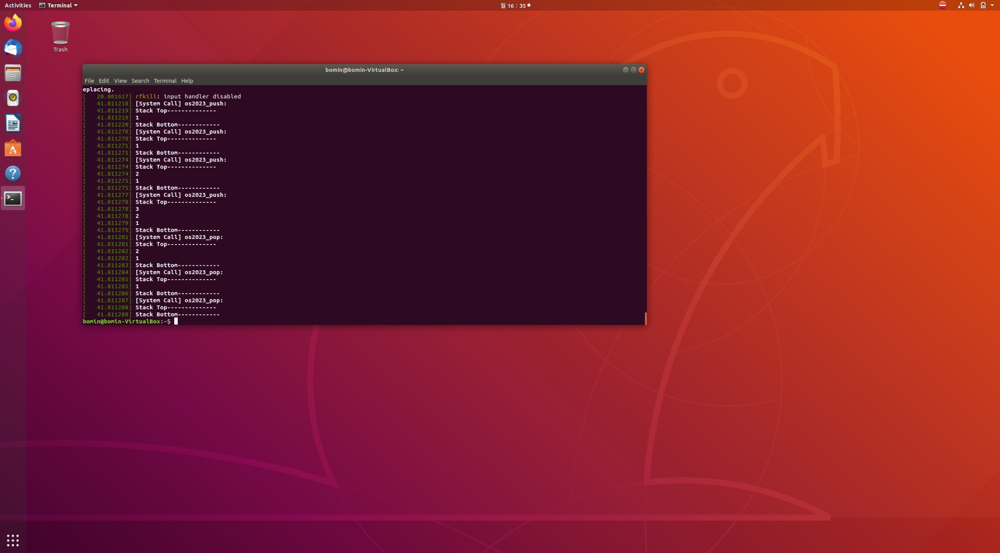 Activities Terminal 월 16 : 35
Trash
bomin@bomin-VirtualBox: ~
File Edit View Search Terminal Help
eplacing.
[   20.801617] rfkill: input handler disabled
[   41.811218] [System Call] os2023_push:
[   41.811219] Stack Top--------------
[   41.811219] 1
[   41.811220] Stack Bottom------------
[   41.811270] [System Call] os2023_push:
[   41.811270] Stack Top--------------
[   41.811271] 1
[   41.811271] Stack Bottom------------
[   41.811274] [System Call] os2023_push:
[   41.811274] Stack Top--------------
[   41.811274] 2
[   41.811275] 1
[   41.811275] Stack Bottom------------
[   41.811277] [System Call] os2023_push:
[   41.811278] Stack Top--------------
[   41.811278] 3
[   41.811278] 2
[   41.811279] 1
[   41.811279] Stack Bottom------------
[   41.811281] [System Call] os2023_pop:
[   41.811281] Stack Top--------------
[   41.811282] 2
[   41.811282] 1
[   41.811283] Stack Bottom------------
[   41.811284] [System Call] os2023_pop:
[   41.811285] Stack Top--------------
[   41.811285] 1
[   41.811286] Stack Bottom------------
[   41.811287] [System Call] os2023_pop:
[   41.811288] Stack Top--------------
[   41.811288] Stack Bottom------------
bomin@bomin-VirtualBox:~$